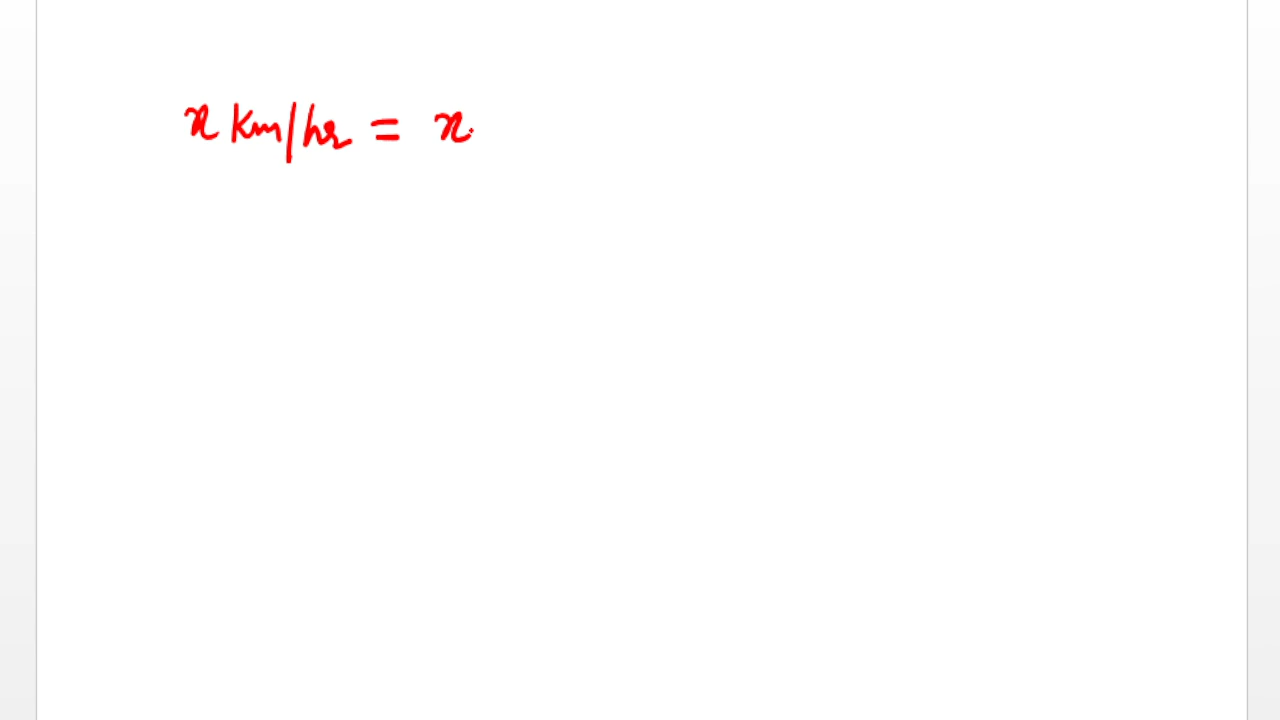 x km/hr = x